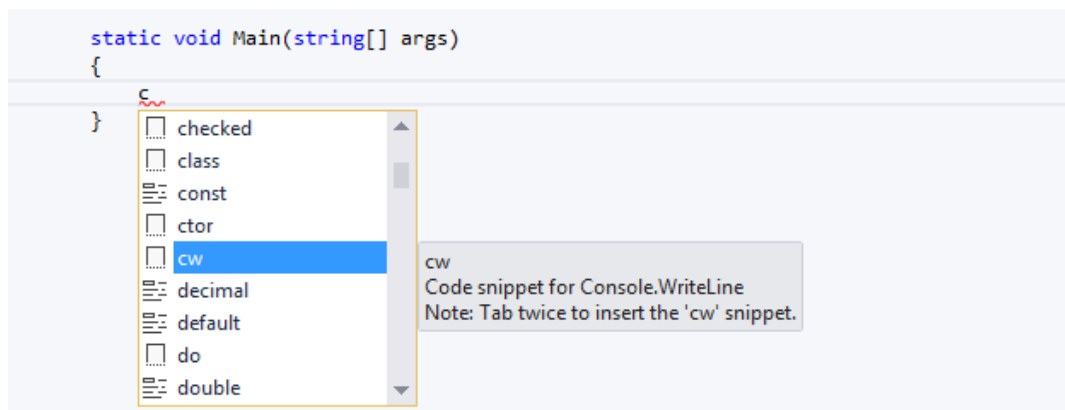 static void Main(string[] args)
{
c
}
checked
class
const
ctor
cw
decimal
default
do
double
cw
Code snippet for Console.WriteLine
Note: Tab twice to insert the 'cw' snippet.